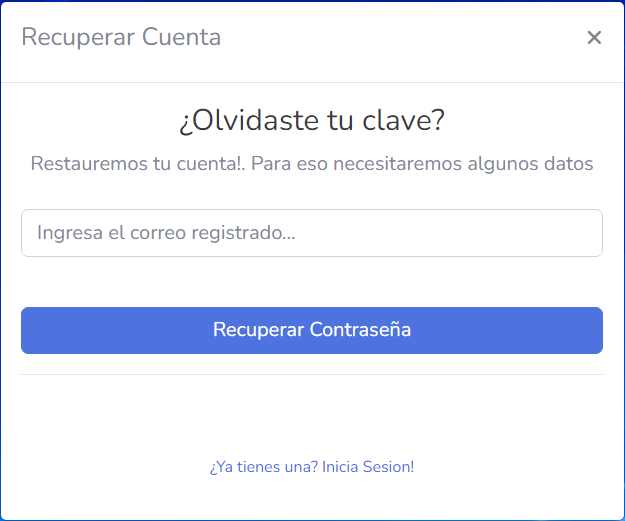 Recuperar Cuenta
¿Olvidaste tu clave?
Restauremos tu cuenta!. Para eso necesitaremos algunos datos
Ingresa el correo registrado...
Recuperar Contraseña
¿Ya tienes una? Inicia Sesion!